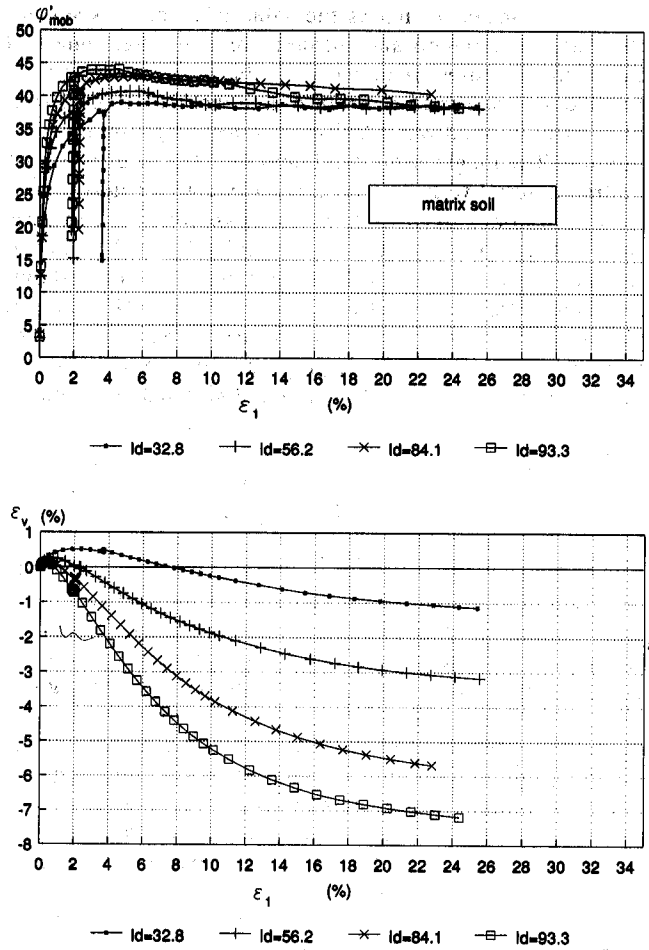 φ'mob
50
45
40
35
30
25
20
15
10
5
0
matrix soil
0 2 4 6 8 10 12 14 16 18 20 22 24 26 28 30 32 34
ε1 (%)
Id=32.8 Id=56.2 Id=84.1 Id=93.3
εv (%)
1
0
-1
-2
-3
-4
-5
-6
-7
-8
0 2 4 6 8 10 12 14 16 18 20 22 24 26 28 30 32 34
ε1 (%)
Id=32.8 Id=56.2 Id=84.1 Id=93.3